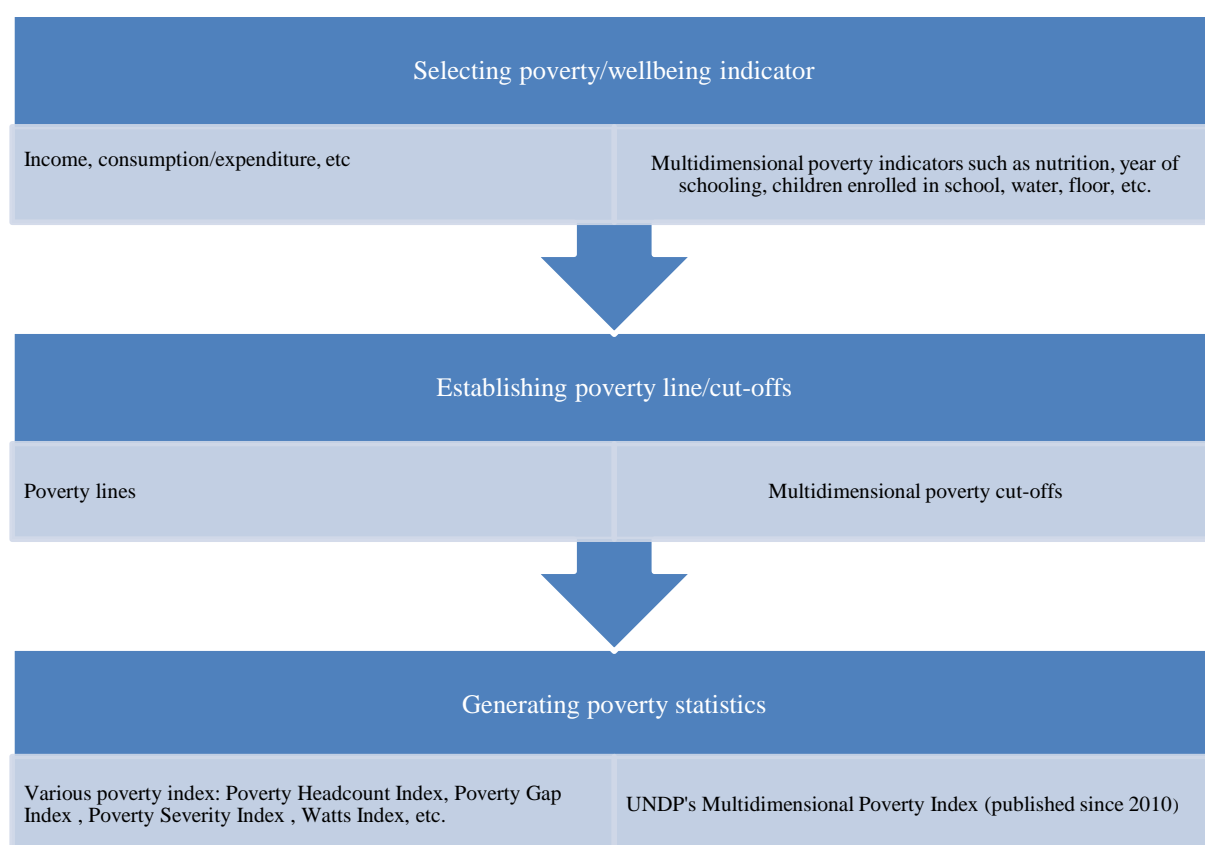 Selecting poverty/wellbeing indicator
Income, consumption/expenditure, etc
Multidimensional poverty indicators such as nutrition, year of
schooling, children enrolled in school, water, floor, etc.
Establishing poverty line/cut-offs
Poverty lines
Multidimensional poverty cut-offs
Generating poverty statistics
Various poverty index: Poverty Headcount Index, Poverty Gap
Index , Poverty Severity Index , Watts Index, etc.
UNDP's Multidimensional Poverty Index (published since 2010)